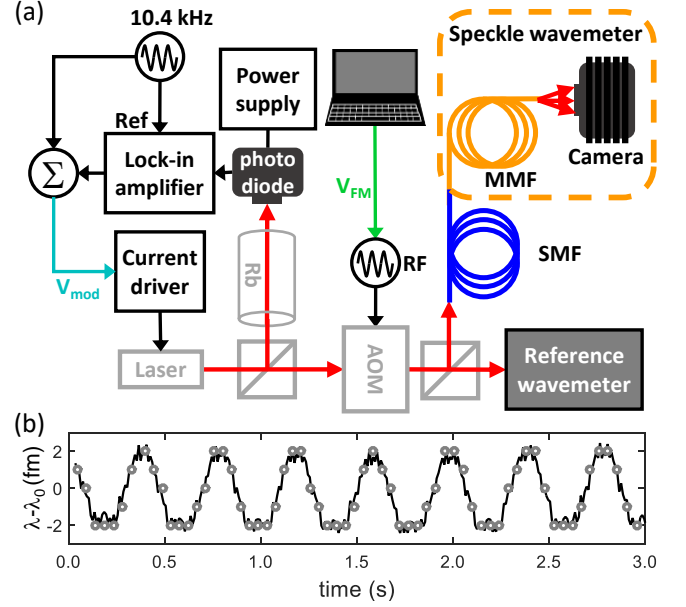 (a)
10.4 kHz
Ref
Σ
Lock-in
amplifier
Power
supply
photo
diode
V_FM
RF
Speckle wavemeter
MMF
Camera
SMF
V_mod
Current
driver
Rb
Laser
AOM
Reference
wavemeter
(b)
λ-λ₀(fm)
2
0
-2
0.0 0.5 1.0 1.5 2.0 2.5 3.0
time (s)